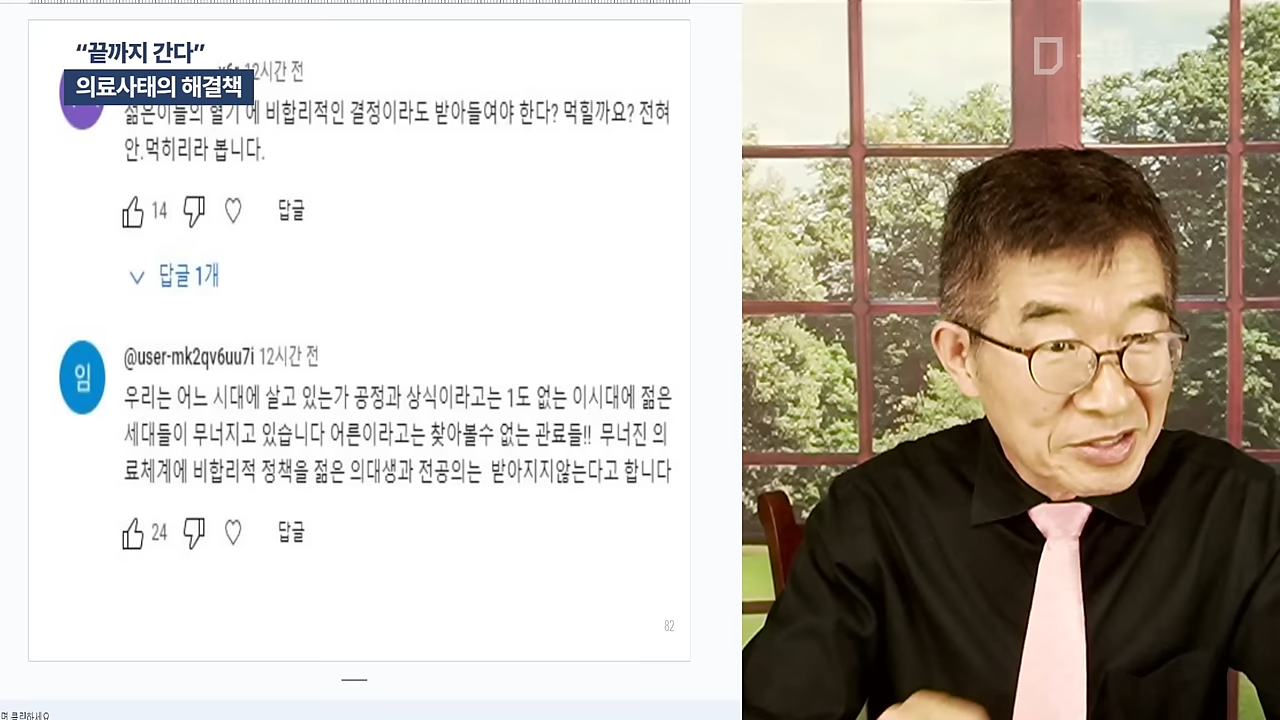 “끝까지 간다”
의료사태의 해결책
12시간 전
젊은이들의 혈기 에 비합리적인 결정이라도 받아들여야 한다? 먹힐까요? 전혀
안.먹히리라 봅니다.
14 답글
답글 1개
임
@user-mk2qv6uu7i 12시간 전
우리는 어느 시대에 살고 있는가 공정과 상식이라고는 1도 없는 이시대에 젊은
세대들이 무너지고 있습니다 어른이라고는 찾아볼수 없는 관료들!! 무너진 의
료체계에 비합리적 정책을 젊은 의대생과 전공의는 받아지지않는다고 합니다
24 답글
82